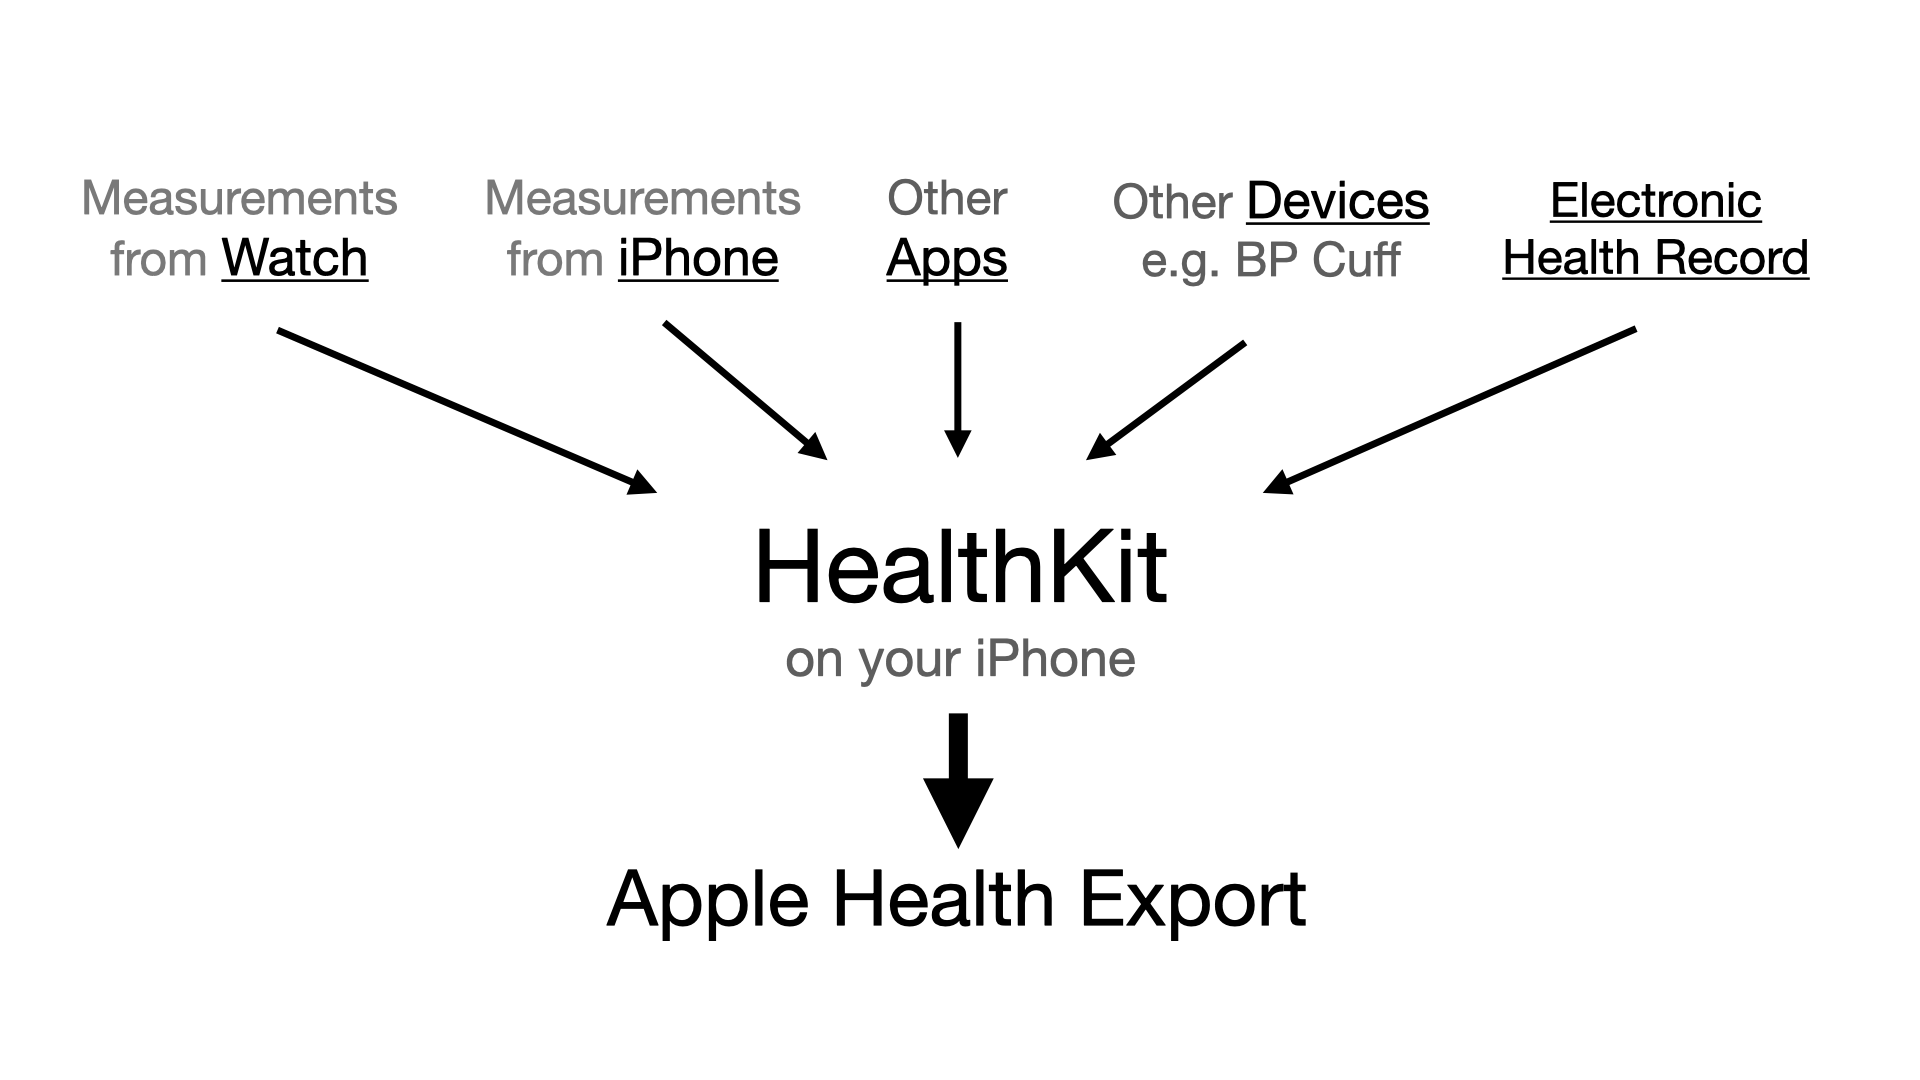 Measurements
from Watch
Measurements
from iPhone
Other
Apps
Other Devices
e.g. BP Cuff
Electronic
Health Record
HealthKit
on your iPhone
Apple Health Export